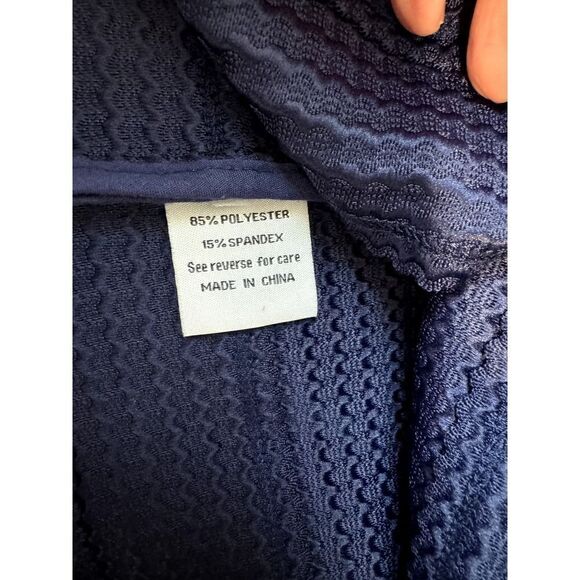 85% POLYESTER
15% SPANDEX
See reverse for care
MADE IN CHINA